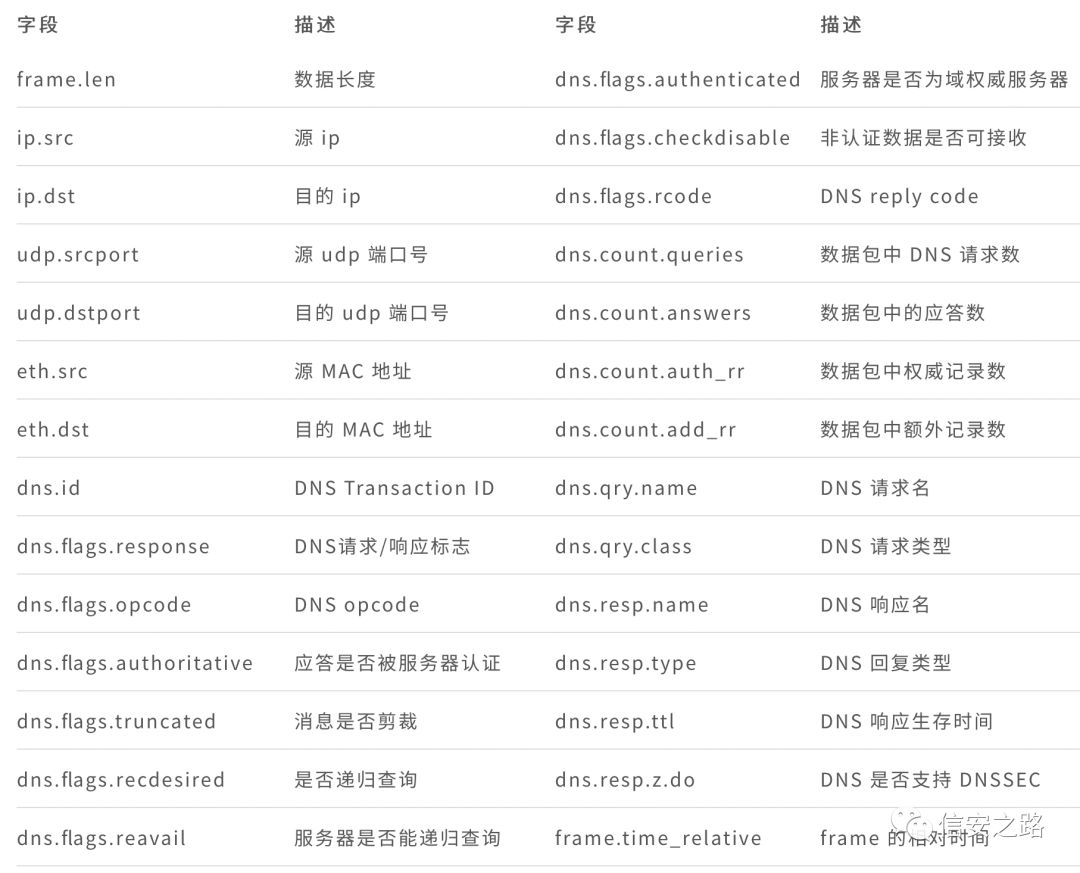 字段 描述 字段 描述
frame.len 数据长度 dns.flags.authenticated 服务器是否为域权威服务器
ip.src 源 ip dns.flags.checkdisable 非认证数据是否可接收
ip.dst 目的 ip dns.flags.rcode DNS reply code
udp.srcport 源 udp 端口号 dns.count.queries 数据包中 DNS 请求数
udp.dstport 目的 udp 端口号 dns.count.answers 数据包中的应答数
eth.src 源 MAC 地址 dns.count.auth_rr 数据包中权威记录数
eth.dst 目的 MAC 地址 dns.count.add_rr 数据包中额外记录数
dns.id DNS Transaction ID dns.qry.name DNS 请求名
dns.flags.response DNS请求/响应标志 dns.qry.class DNS 请求类型
dns.flags.opcode DNS opcode dns.resp.name DNS 响应名
dns.flags.authoritative 应答是否被服务器认证 dns.resp.type DNS 回复类型
dns.flags.truncated 消息是否剪裁 dns.resp.ttl DNS 响应生存时间
dns.flags.recdesired 是否递归查询 dns.resp.z.do DNS 是否支持 DNSSEC
dns.flags.reavail 服务器是否能递归查询 frame.time_relative frame 的相对时间
信安之路